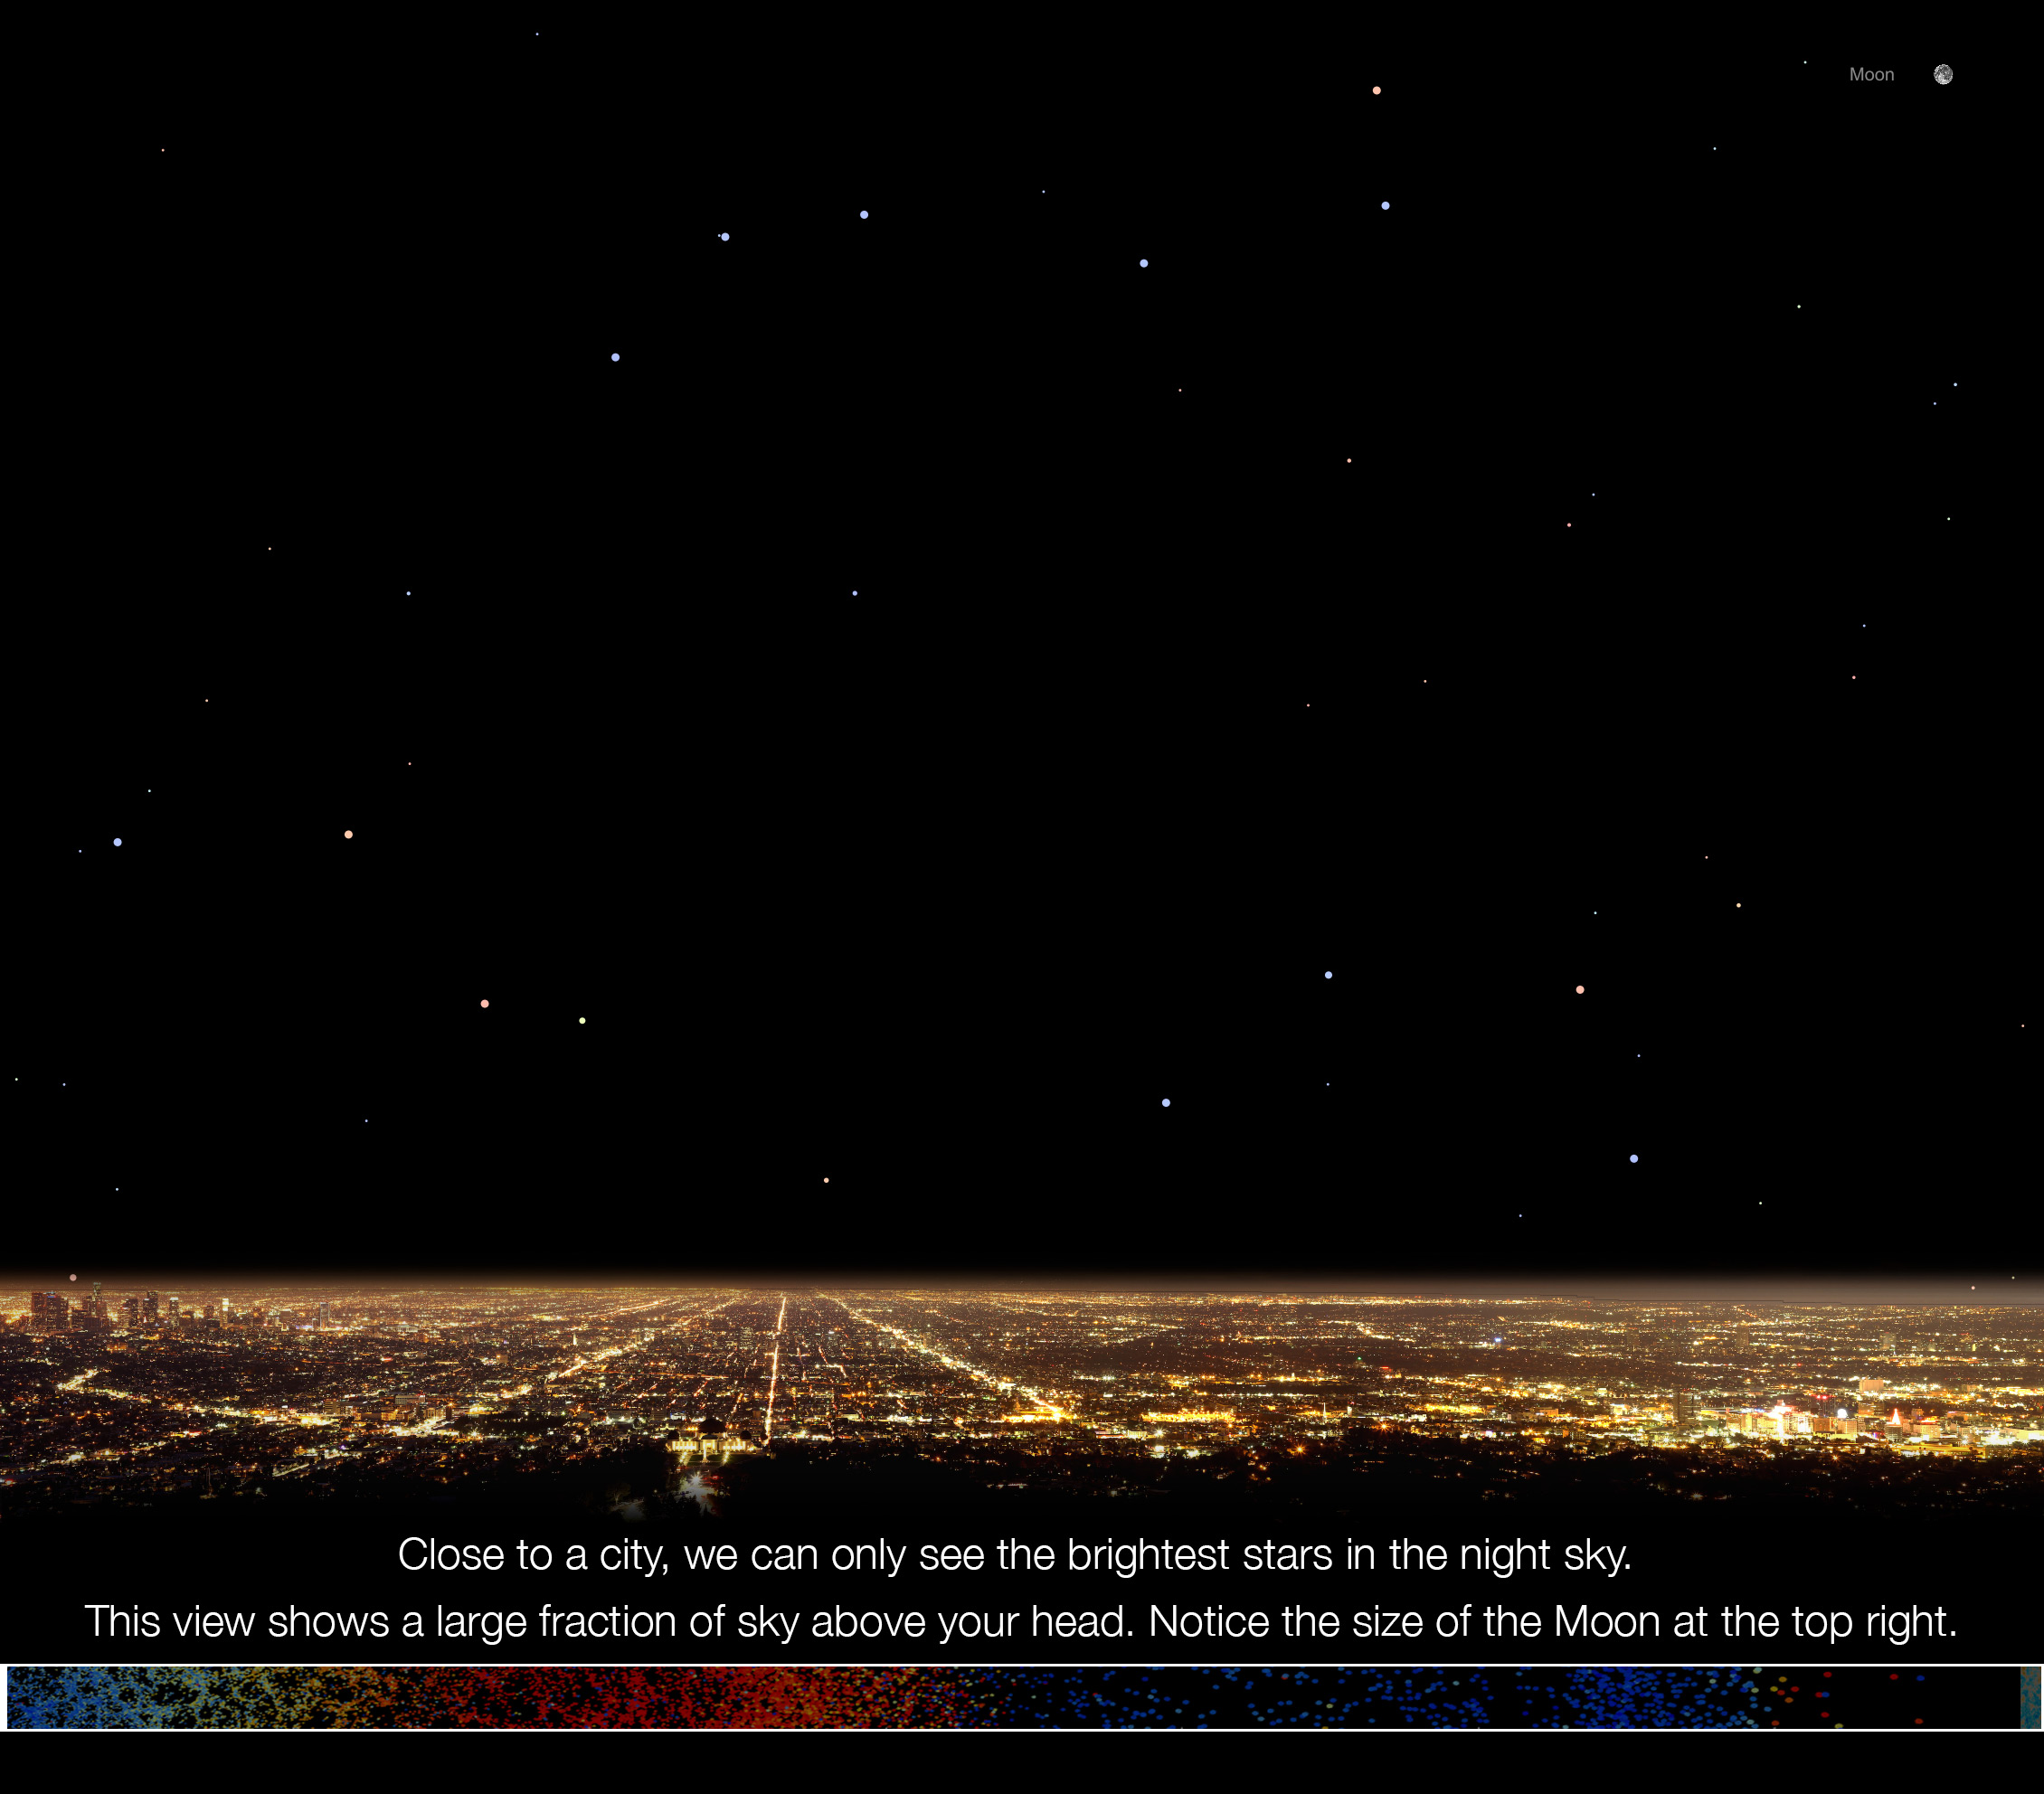 Moon
Close to a city, we can only see the brightest stars in the night sky.
This view shows a large fraction of sky above your head. Notice the size of the Moon at the top right.